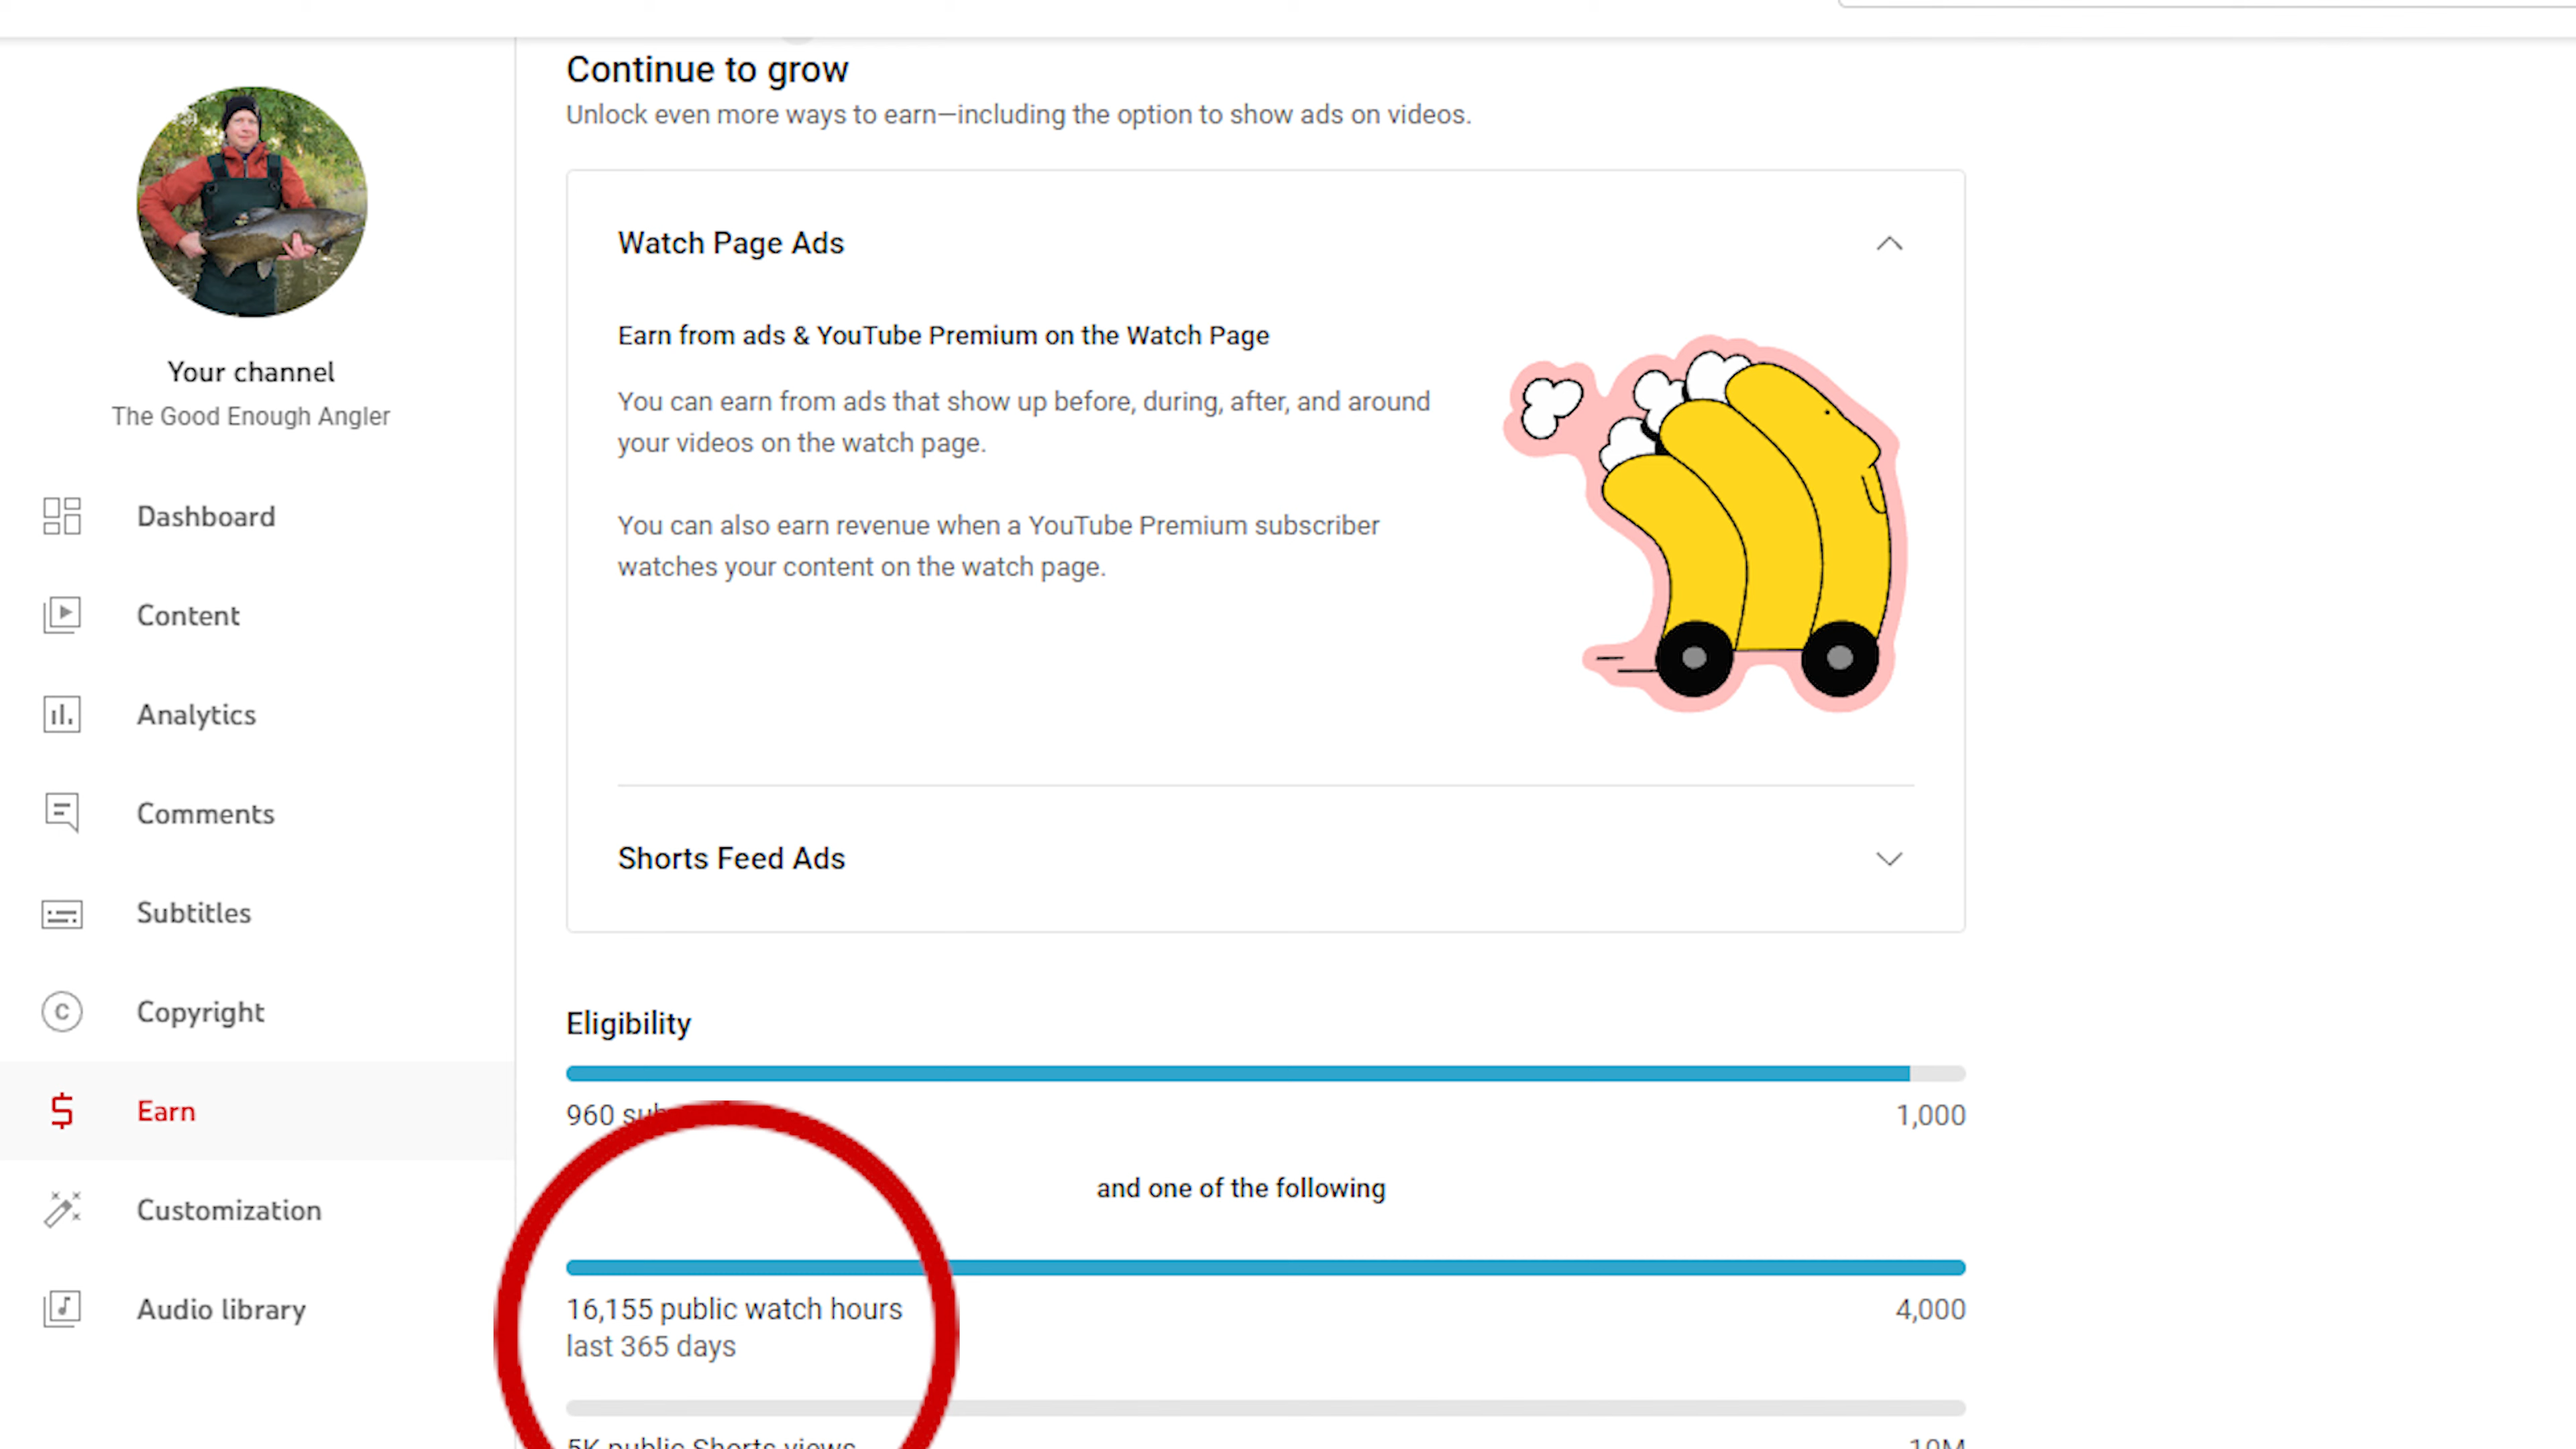 Continue to grow
Unlock even more ways to earn—including the option to show ads on videos.
Your channel
The Good Enough Angler
Dashboard
Content
Analytics
Comments
Subtitles
Copyright
Earn
Customization
Audio library
Watch Page Ads
Earn from ads & YouTube Premium on the Watch Page
You can earn from ads that show up before, during, after, and around
your videos on the watch page.
You can also earn revenue when a YouTube Premium subscriber
watches your content on the watch page.
Shorts Feed Ads
Eligibility
960 1,000
and one of the following
16,155 public watch hours 4,000
last 365 days
5K public Shorts views 10M